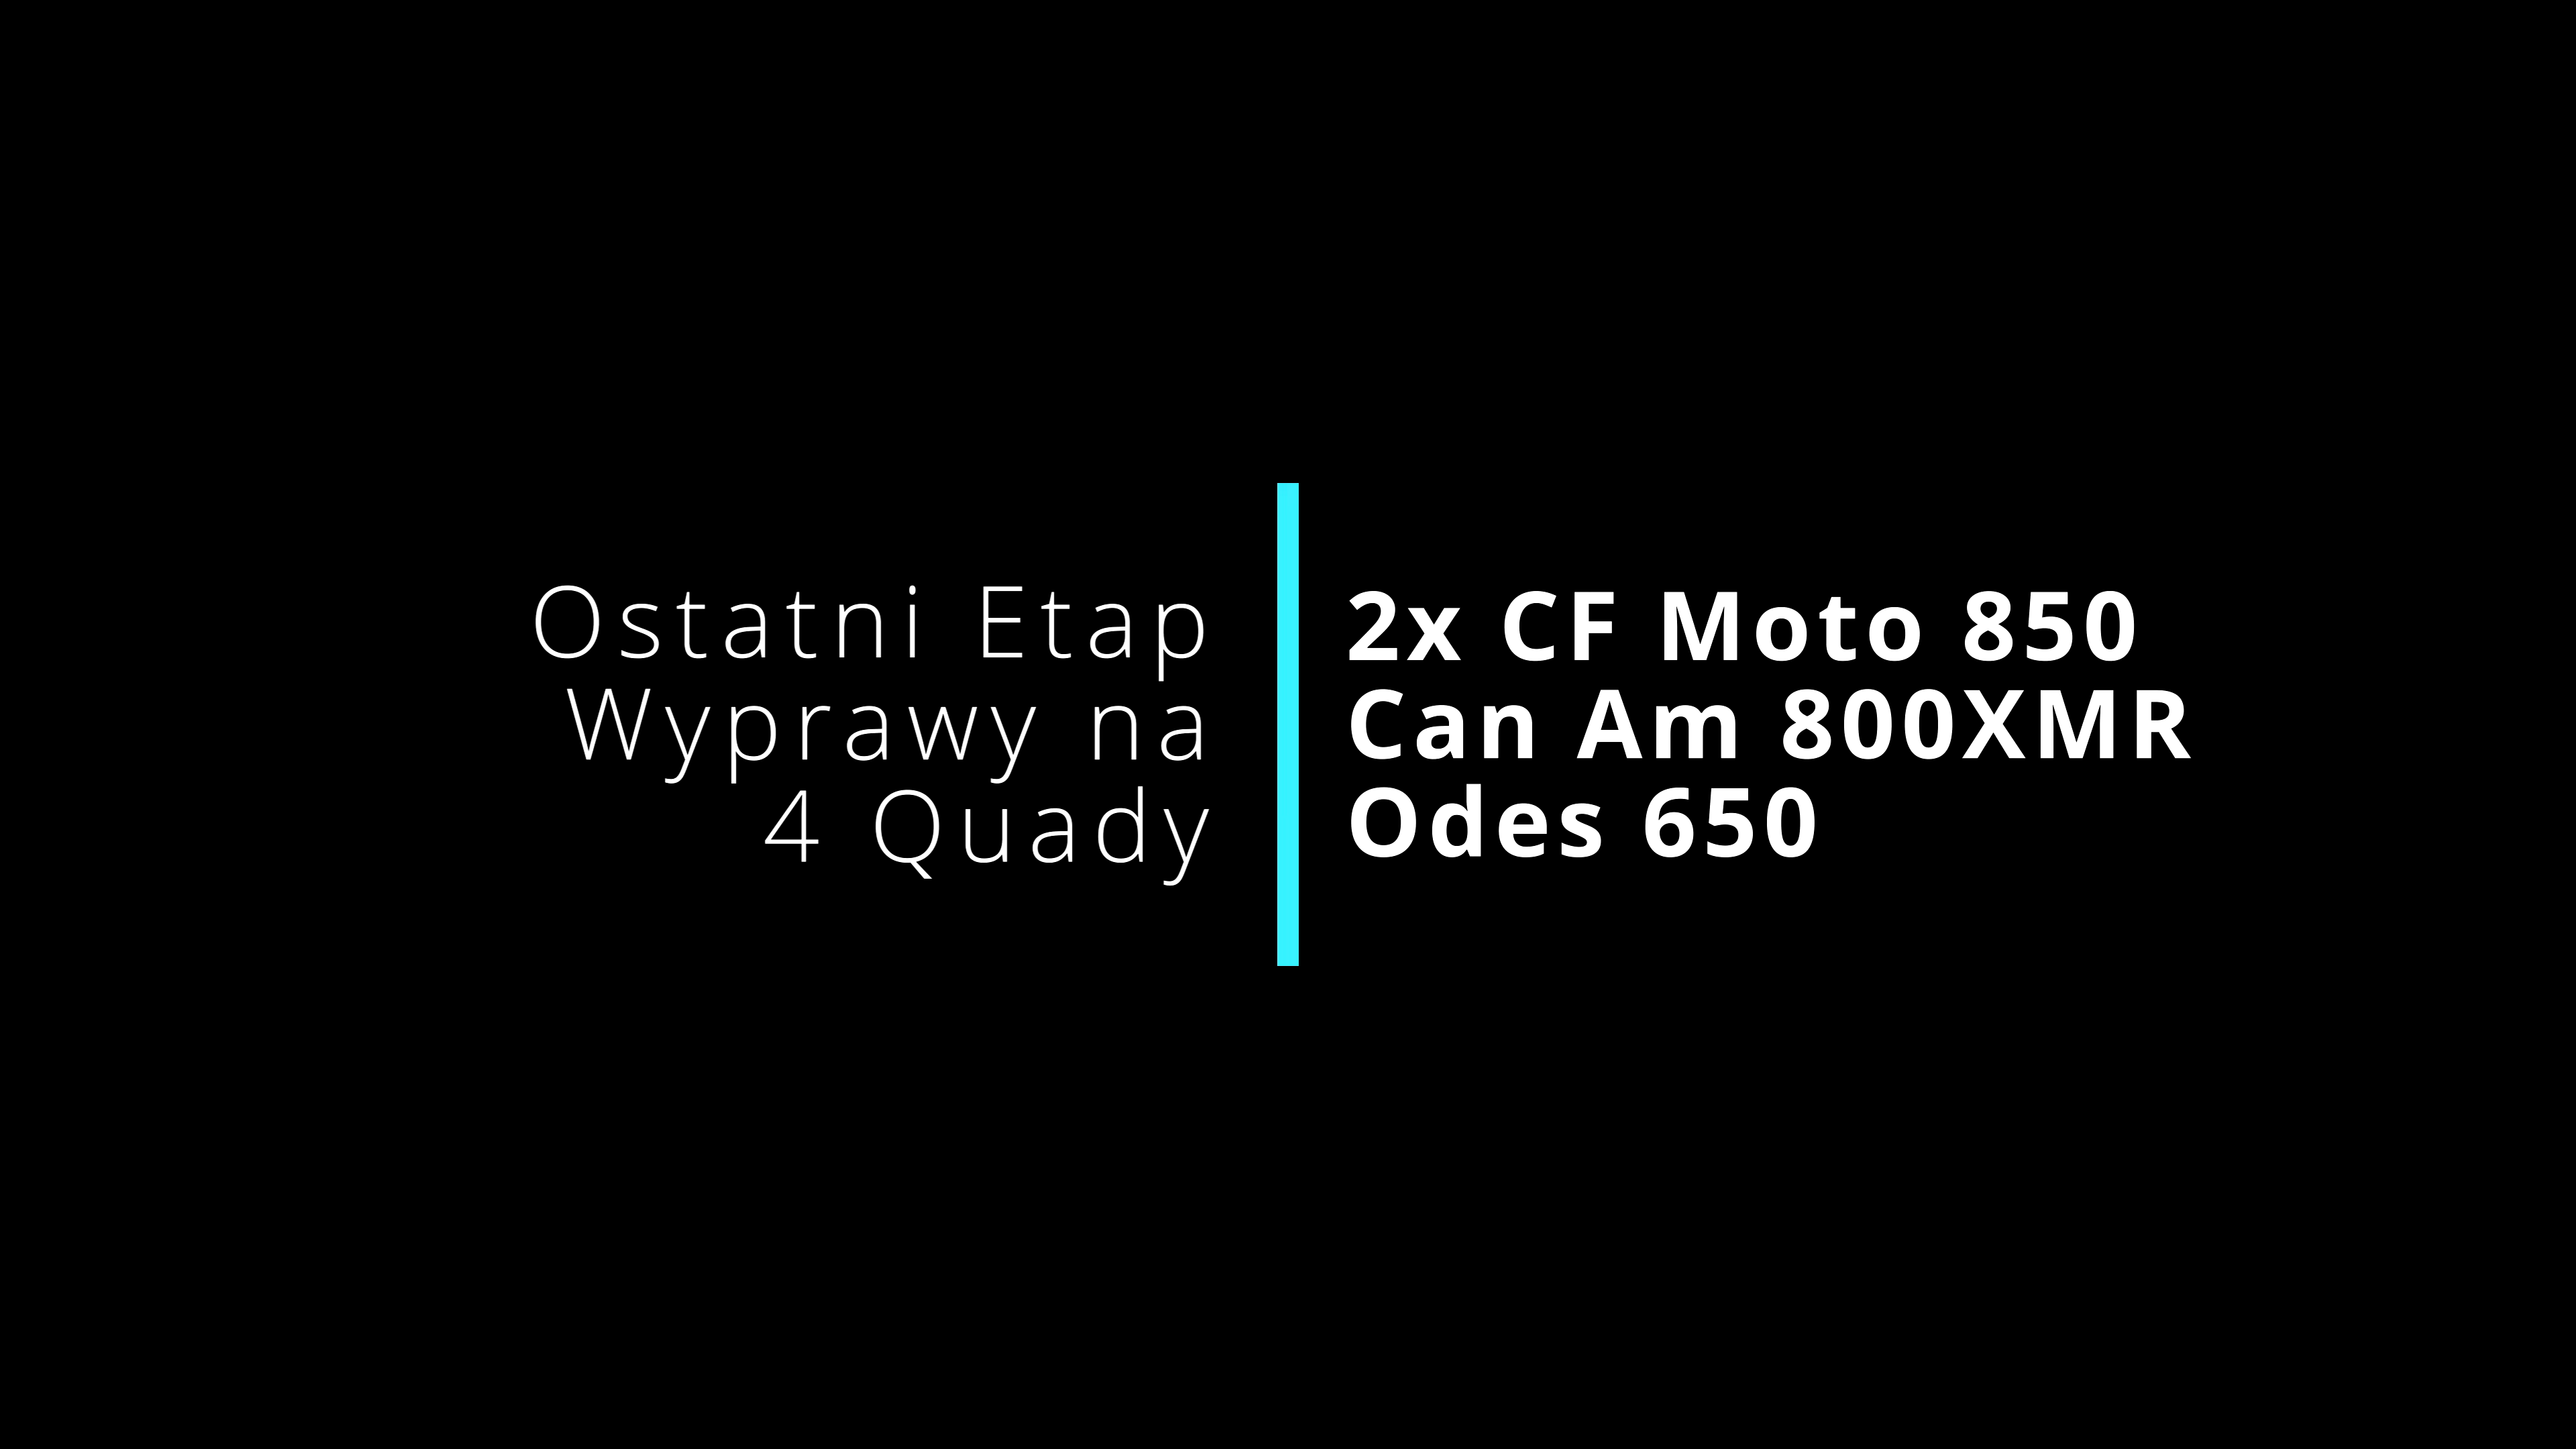 Ostatni Etap
Wyprawy na
4 Quady
2x CF Moto 850
Can Am 800XMR
Odes 650